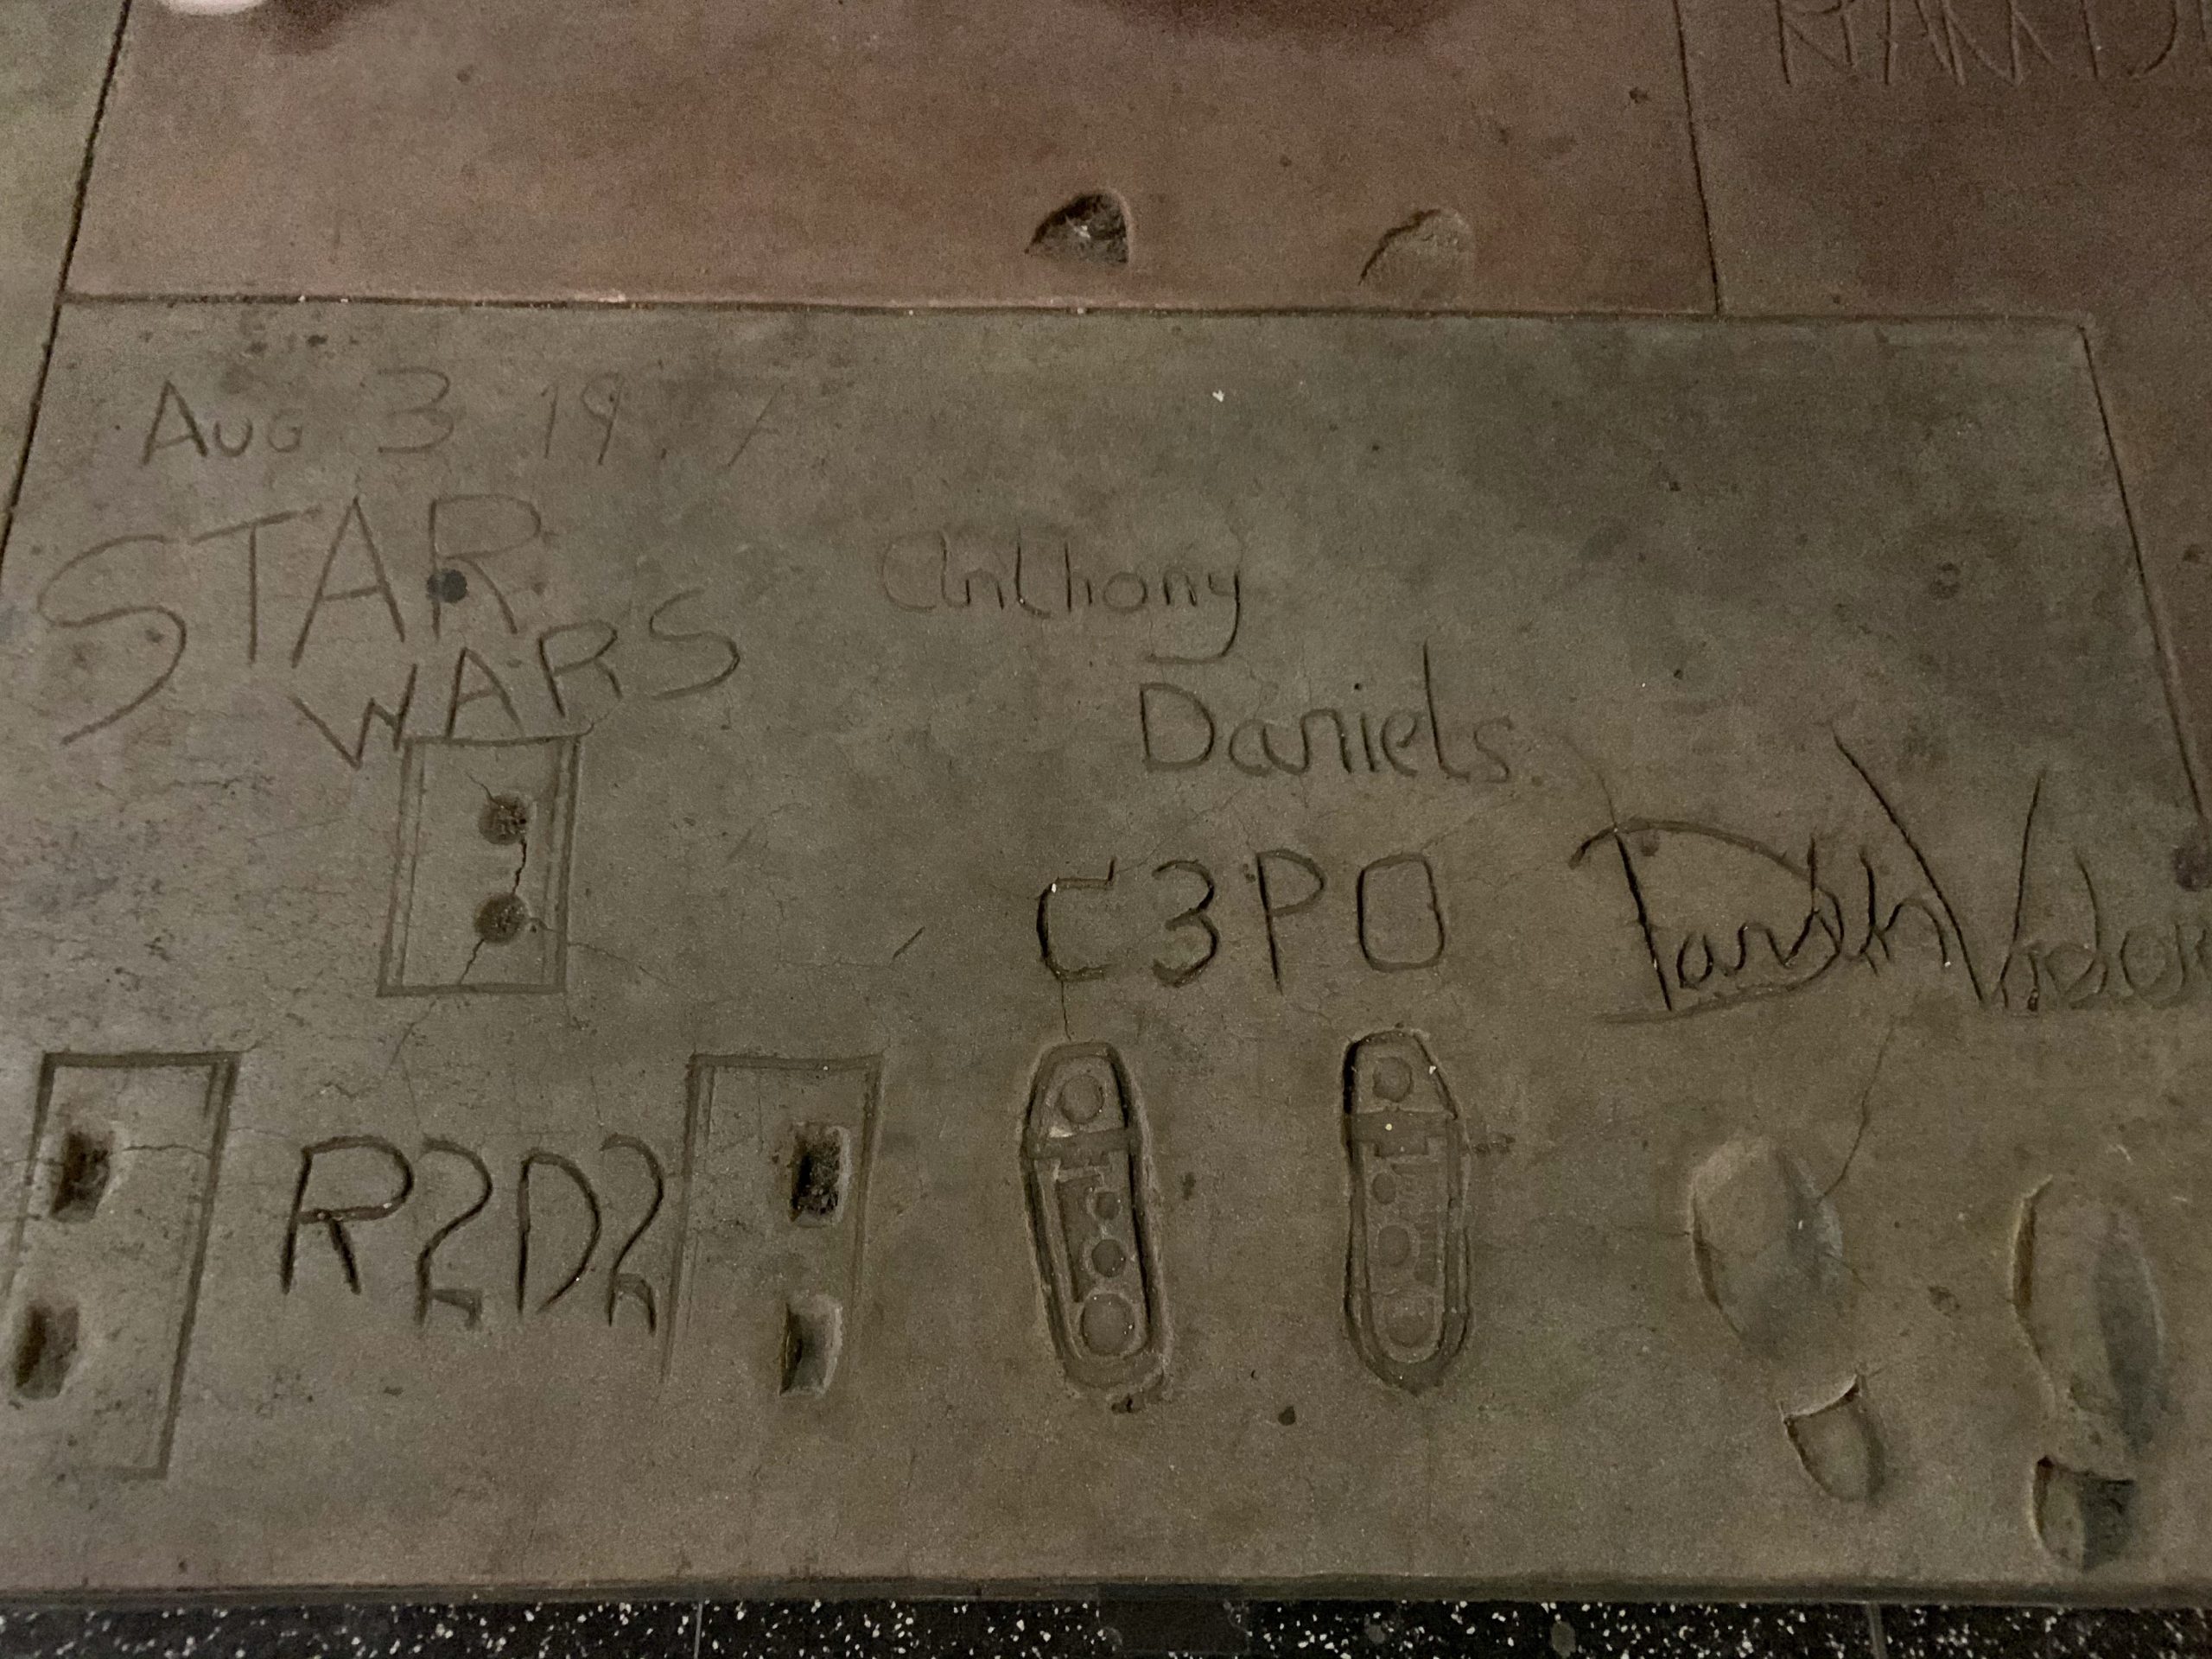 Aug 3 19
STAR
WARS
Anthony
Daniels
C3PO
Darth Vader
R2D2